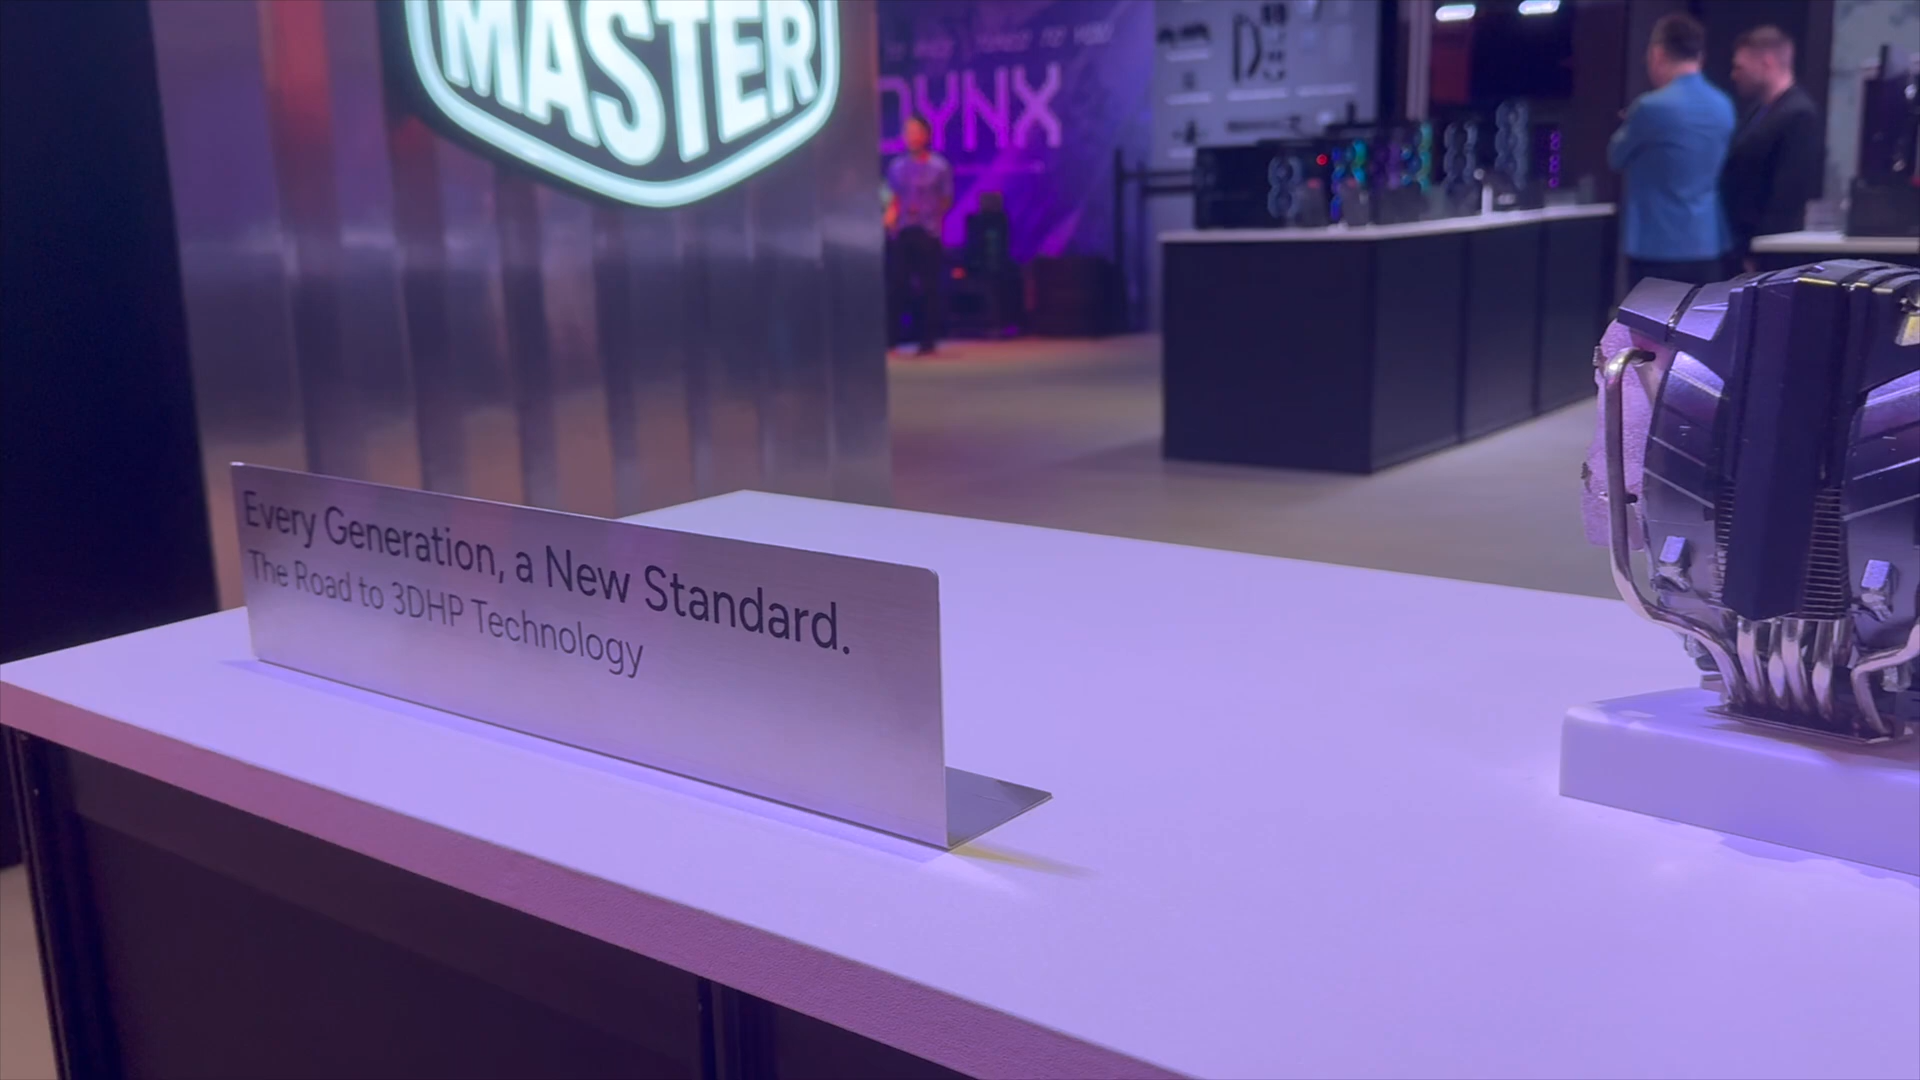 MASTER
DYNX
Every Generation, a New Standard.
The Road to 3DHP Technology